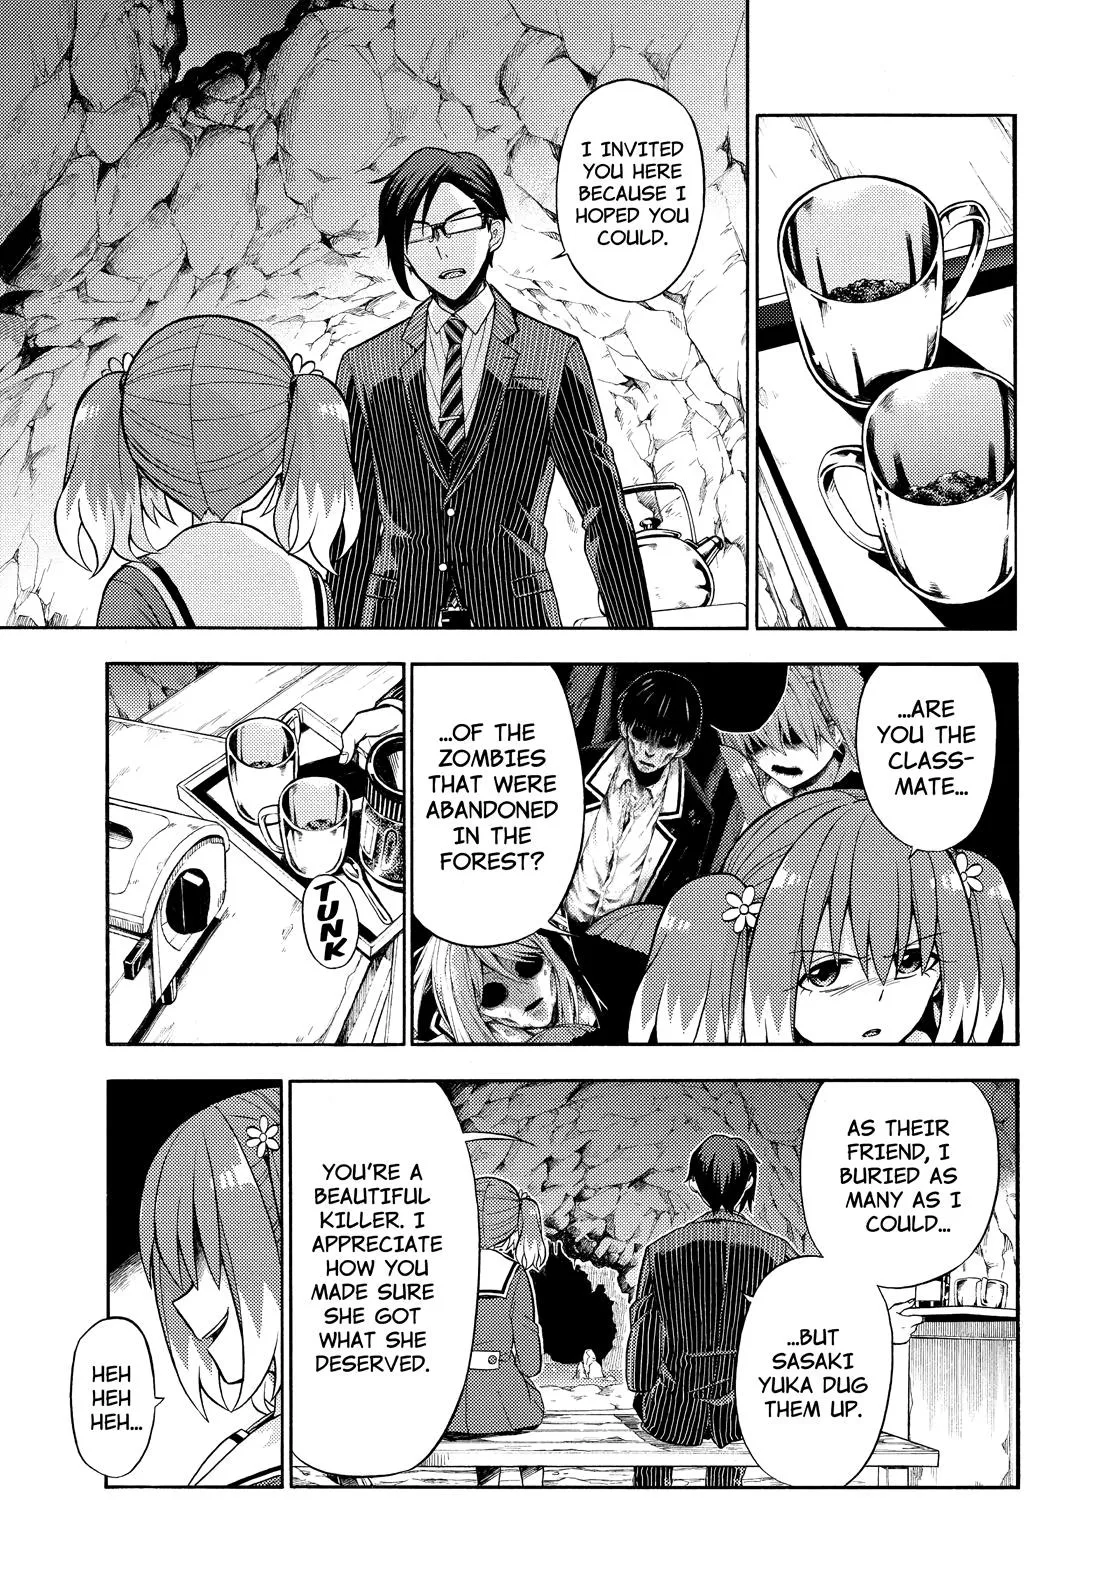 I INVITED
YOU HERE
BECAUSE I
HOPED YOU
COULD.
...ARE
YOU THE
CLASS-
MATE...
...OF THE
ZOMBIES
THAT WERE
ABANDONED
IN THE
FOREST?
TUNK
AS THEIR
FRIEND, I
BURIED AS
MANY AS I
COULD...
...BUT
SASAKI
YUKA DUG
THEM UP.
YOU'RE A
BEAUTIFUL
KILLER. I
APPRECIATE
HOW YOU
MADE SURE
SHE GOT
WHAT SHE
DESERVED.
HEH
HEH
HEH...